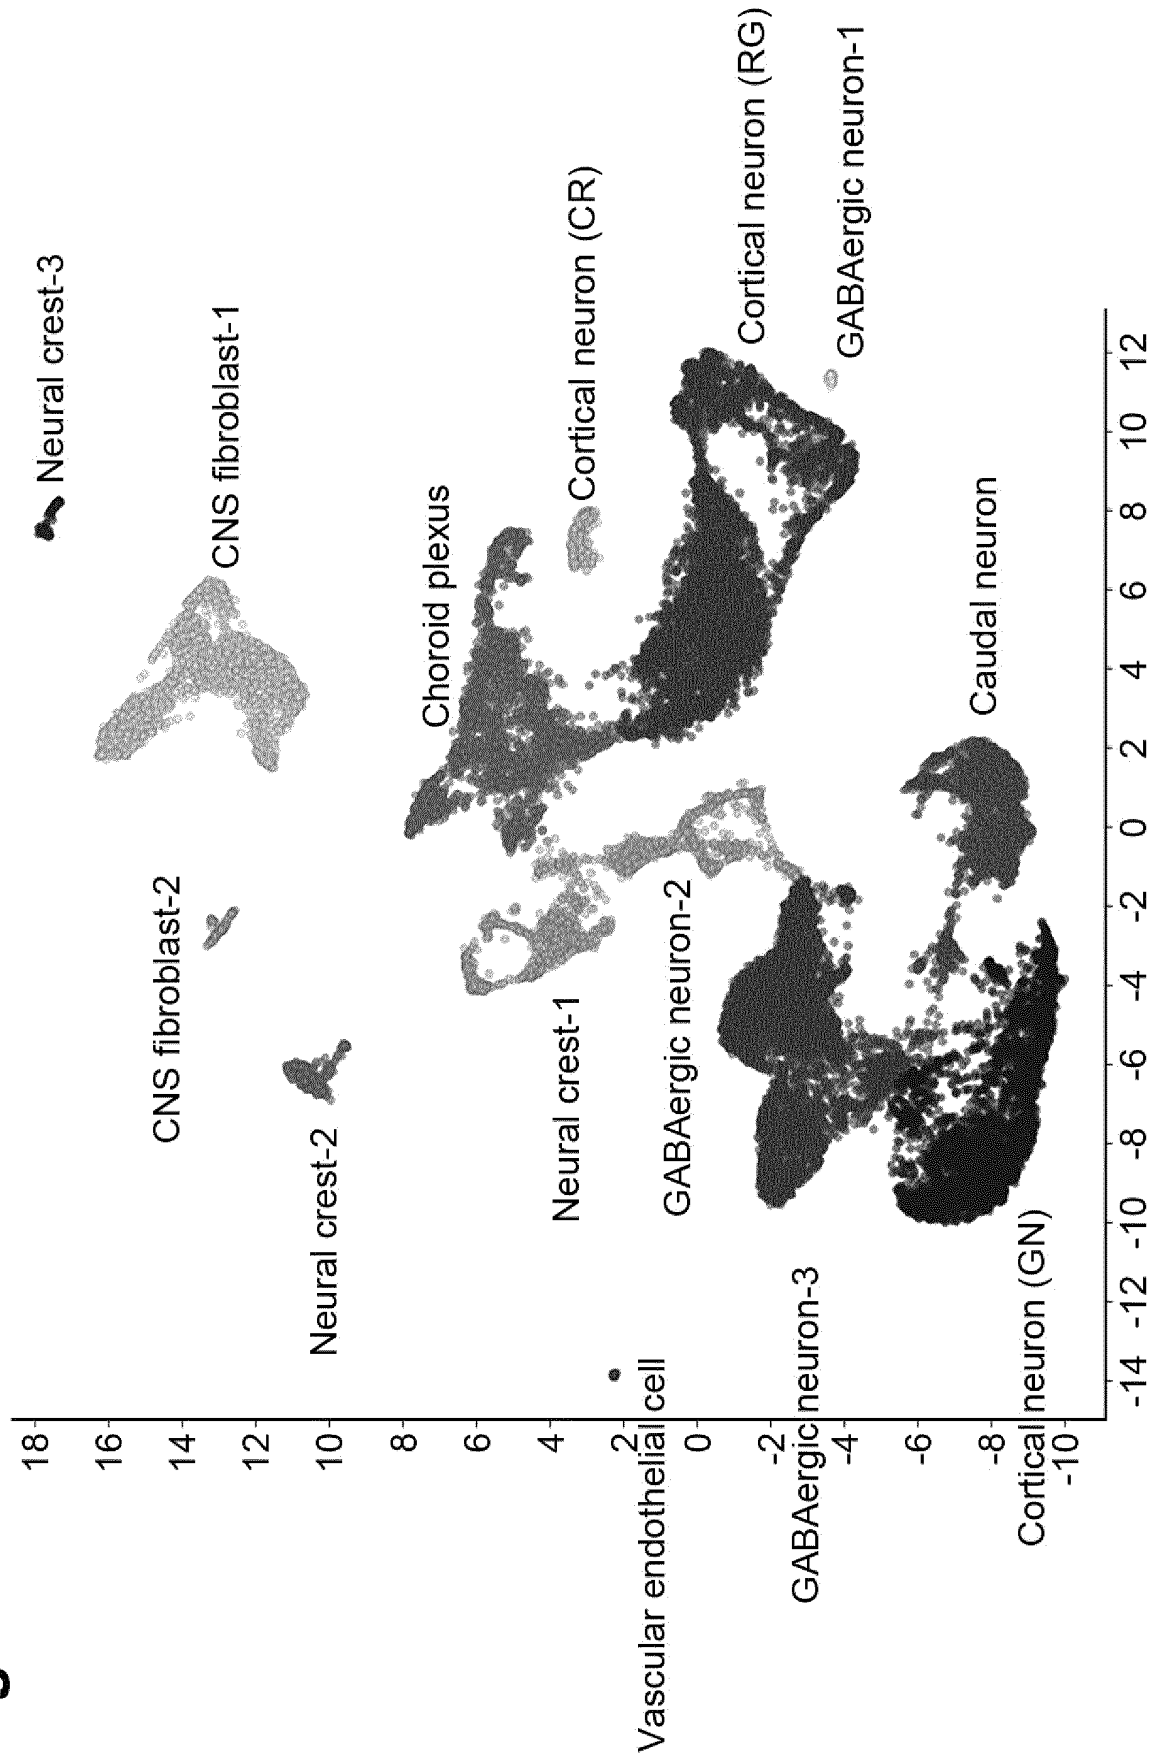 Neural crest-3
CNS fibroblast-1
CNS fibroblast-2
Neural crest-2
Choroid plexus
Cortical neuron (CR)
Neural crest-1
Vascular endothelial cell
GABAergic neuron-2
Cortical neuron (RG)
GABAergic neuron-1
GABAergic neuron-3
Caudal neuron
Cortical neuron (GN)
18
16
14
12
10
8
6
4
2
0
-2
-4
-6
-8
-10
-14 -12 -10 -8 -6 -4 -2 0 2 4 6 8 10 12